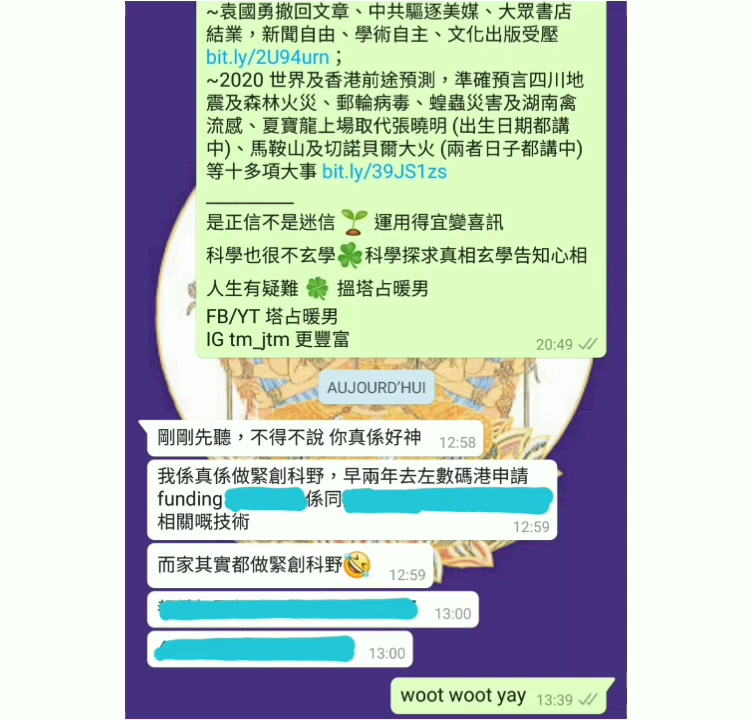 ~袁國勇撤回文章、中共驅逐美媒、大眾書店
結業，新聞自由、學術自主、文化出版受壓
bit.ly/2U94urn；
~2020 世界及香港前途預測，準確預言四川地
震及森林火災、郵輪病毒、蝗蟲災害及湖南禽
流感、夏寶龍上場取代張曉明 (出生日期都講
中)、馬鞍山及切諾貝爾大火 (兩者日子都講中)
等十多項大事 bit.ly/39JS1zs
是正信不是迷信 🌱 運用得宜變喜訊
科學也很不玄學☘️科學探求真相玄學告知心相
人生有疑難 🍀 搵塔占暖男
FB/YT 塔占暖男
IG tm_jtm 更豐富
20:49
AUJOURD'HUI
剛剛先聽，不得不說 你真係好神 12:58
我係真係做緊創科野，早兩年去左數碼港申請
funding 係同
相關嘅技術
12:59
而家其實都做緊創科野🤣 12:59
13:00
13:00
woot woot yay 13:39